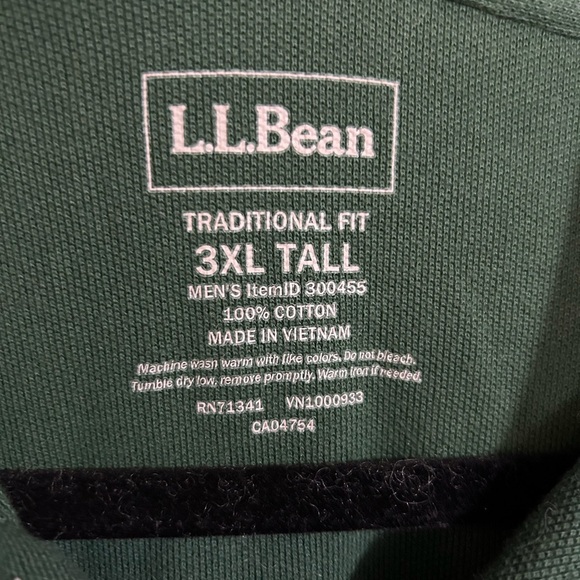 L.L.Bean
TRADITIONAL FIT
3XL TALL
MEN'S ItemID 300455
100% COTTON
MADE IN VIETNAM
Machine wash warm with like colors. Do not bleach.
Tumble dry low, remove promptly. Warm iron if needed.
RN71341 VN1000933
CA04754